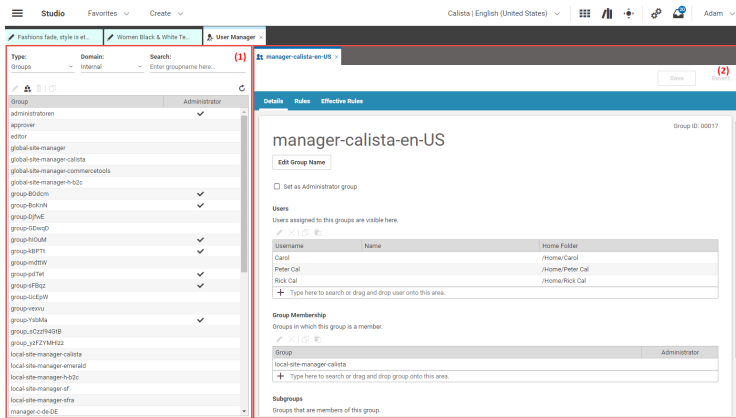 Studio Favorites Create Calista | English (United States) Adam
Fashions fade, style is et... Women Black & White Te... User Manager
Type: Domain: Search: (1)
Groups Internal Enter groupname here...
Group Administrator
administratoren
approver
editor
global-site-manager
global-site-manager-calista
global-site-manager-commercetools
global-site-manager-h-b2c
group-BOdcm
group-BoKnN
group-DjfwE
group-GDwqD
group-hIOuM
group-kBPTt
group-mdttW
group-pdTet
group-sFBqz
group-UcEpW
group-vexvu
group-YsbMa
group_sCzzl94GtB
group_yzFZYMHIzz
local-site-manager-calista
local-site-manager-emerald
local-site-manager-h-b2c
local-site-manager-sf
local-site-manager-sfra
manager-c-de-DE
manager-calista-en-US
(2)
Save Revert
Details Rules Effective Rules
Group ID: 00017
manager-calista-en-US
Edit Group Name
Set as Administrator group
Users
Users assigned to this groups are visible here.
Username Name Home Folder
Carol /Home/Carol
Peter Cal /Home/Peter Cal
Rick Cal /Home/Rick Cal
Type here to search or drag and drop user onto this area.
Group Membership
Groups in which this group is a member.
Group Administrator
local-site-manager-calista
Type here to search or drag and drop group onto this area.
Subgroups
Groups that are members of this group.